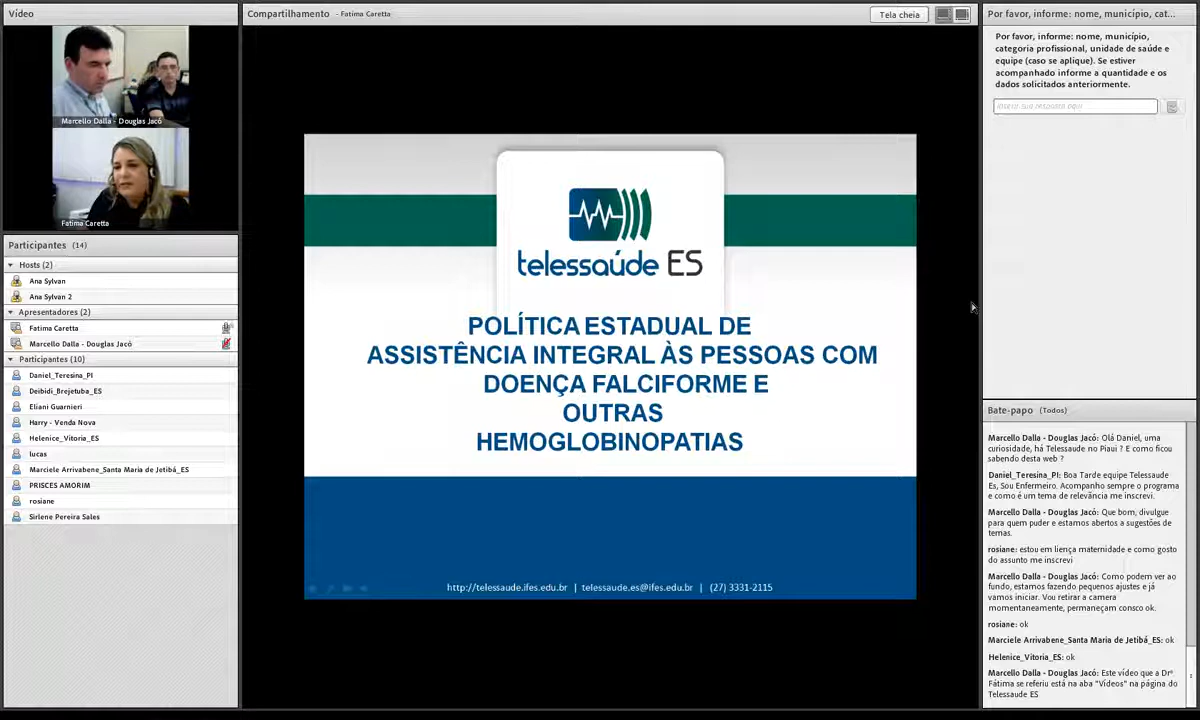 Vídeo
Marcello Dalla - Douglas Jacó
Fatima Caretta
Participantes (14)
Hosts (2)
Ana Sylvan
Ana Sylvan 2
Apresentadores (2)
Fatima Caretta
Marcello Dalla - Douglas Jacó
Participantes (10)
Daniel_Teresina_PI
Deibidi_Brejetuba_ES
Eliani Guarnieri
Harry - Venda Nova
Helenice_Vitoria_ES
lucas
Marciele Arrivabene_Santa Maria de Jetibá_ES
PRISCES AMORIM
rosiane
Sirlene Pereira Sales
Compartilhamento - Fatima Caretta
Tela cheia
telessaúde ES
POLÍTICA ESTADUAL DE
ASSISTÊNCIA INTEGRAL ÀS PESSOAS COM
DOENÇA FALCIFORME E
OUTRAS
HEMOGLOBINOPATIAS
http://telessaude.ifes.edu.br | telessaude.es@ifes.edu.br | (27) 3331-2115
Por favor, informe: nome, município, cat...
Por favor, informe: nome, município,
categoria profissional, unidade de saúde e
equipe (caso se aplique). Se estiver
acompanhado informe a quantidade e os
dados solicitados anteriormente.
Inserir sua resposta aqui
Bate-papo (Todos)
Marcello Dalla - Douglas Jacó: Olá Daniel, uma
curiosidade, há Telessaude no Piaui ? E como ficou
sabendo desta web ?
Daniel_Teresina_PI: Boa Tarde equipe Telessaude
Es, Sou Enfermeiro. Acompanho sempre o programa
e como é um tema de relevância me inscrevi.
Marcello Dalla - Douglas Jacó: Que bom, divulgue
para quem puder e estamos abertos a sugestões de
temas.
rosiane: estou em liença maternidade e como gosto
do assunto me inscrevi
Marcello Dalla - Douglas Jacó: Como podem ver ao
fundo, estamos fazendo pequenos ajustes e já
vamos iniciar. Vou retirar a camera
momentaneamente, permaneçam consco ok.
rosiane: ok
Marciele Arrivabene_Santa Maria de Jetibá_ES: ok
Helenice_Vitoria_ES: ok
Marcello Dalla - Douglas Jacó: Este vídeo que a Drª
Fátima se referiu está na aba "Vídeos" na página do
Telessaude ES